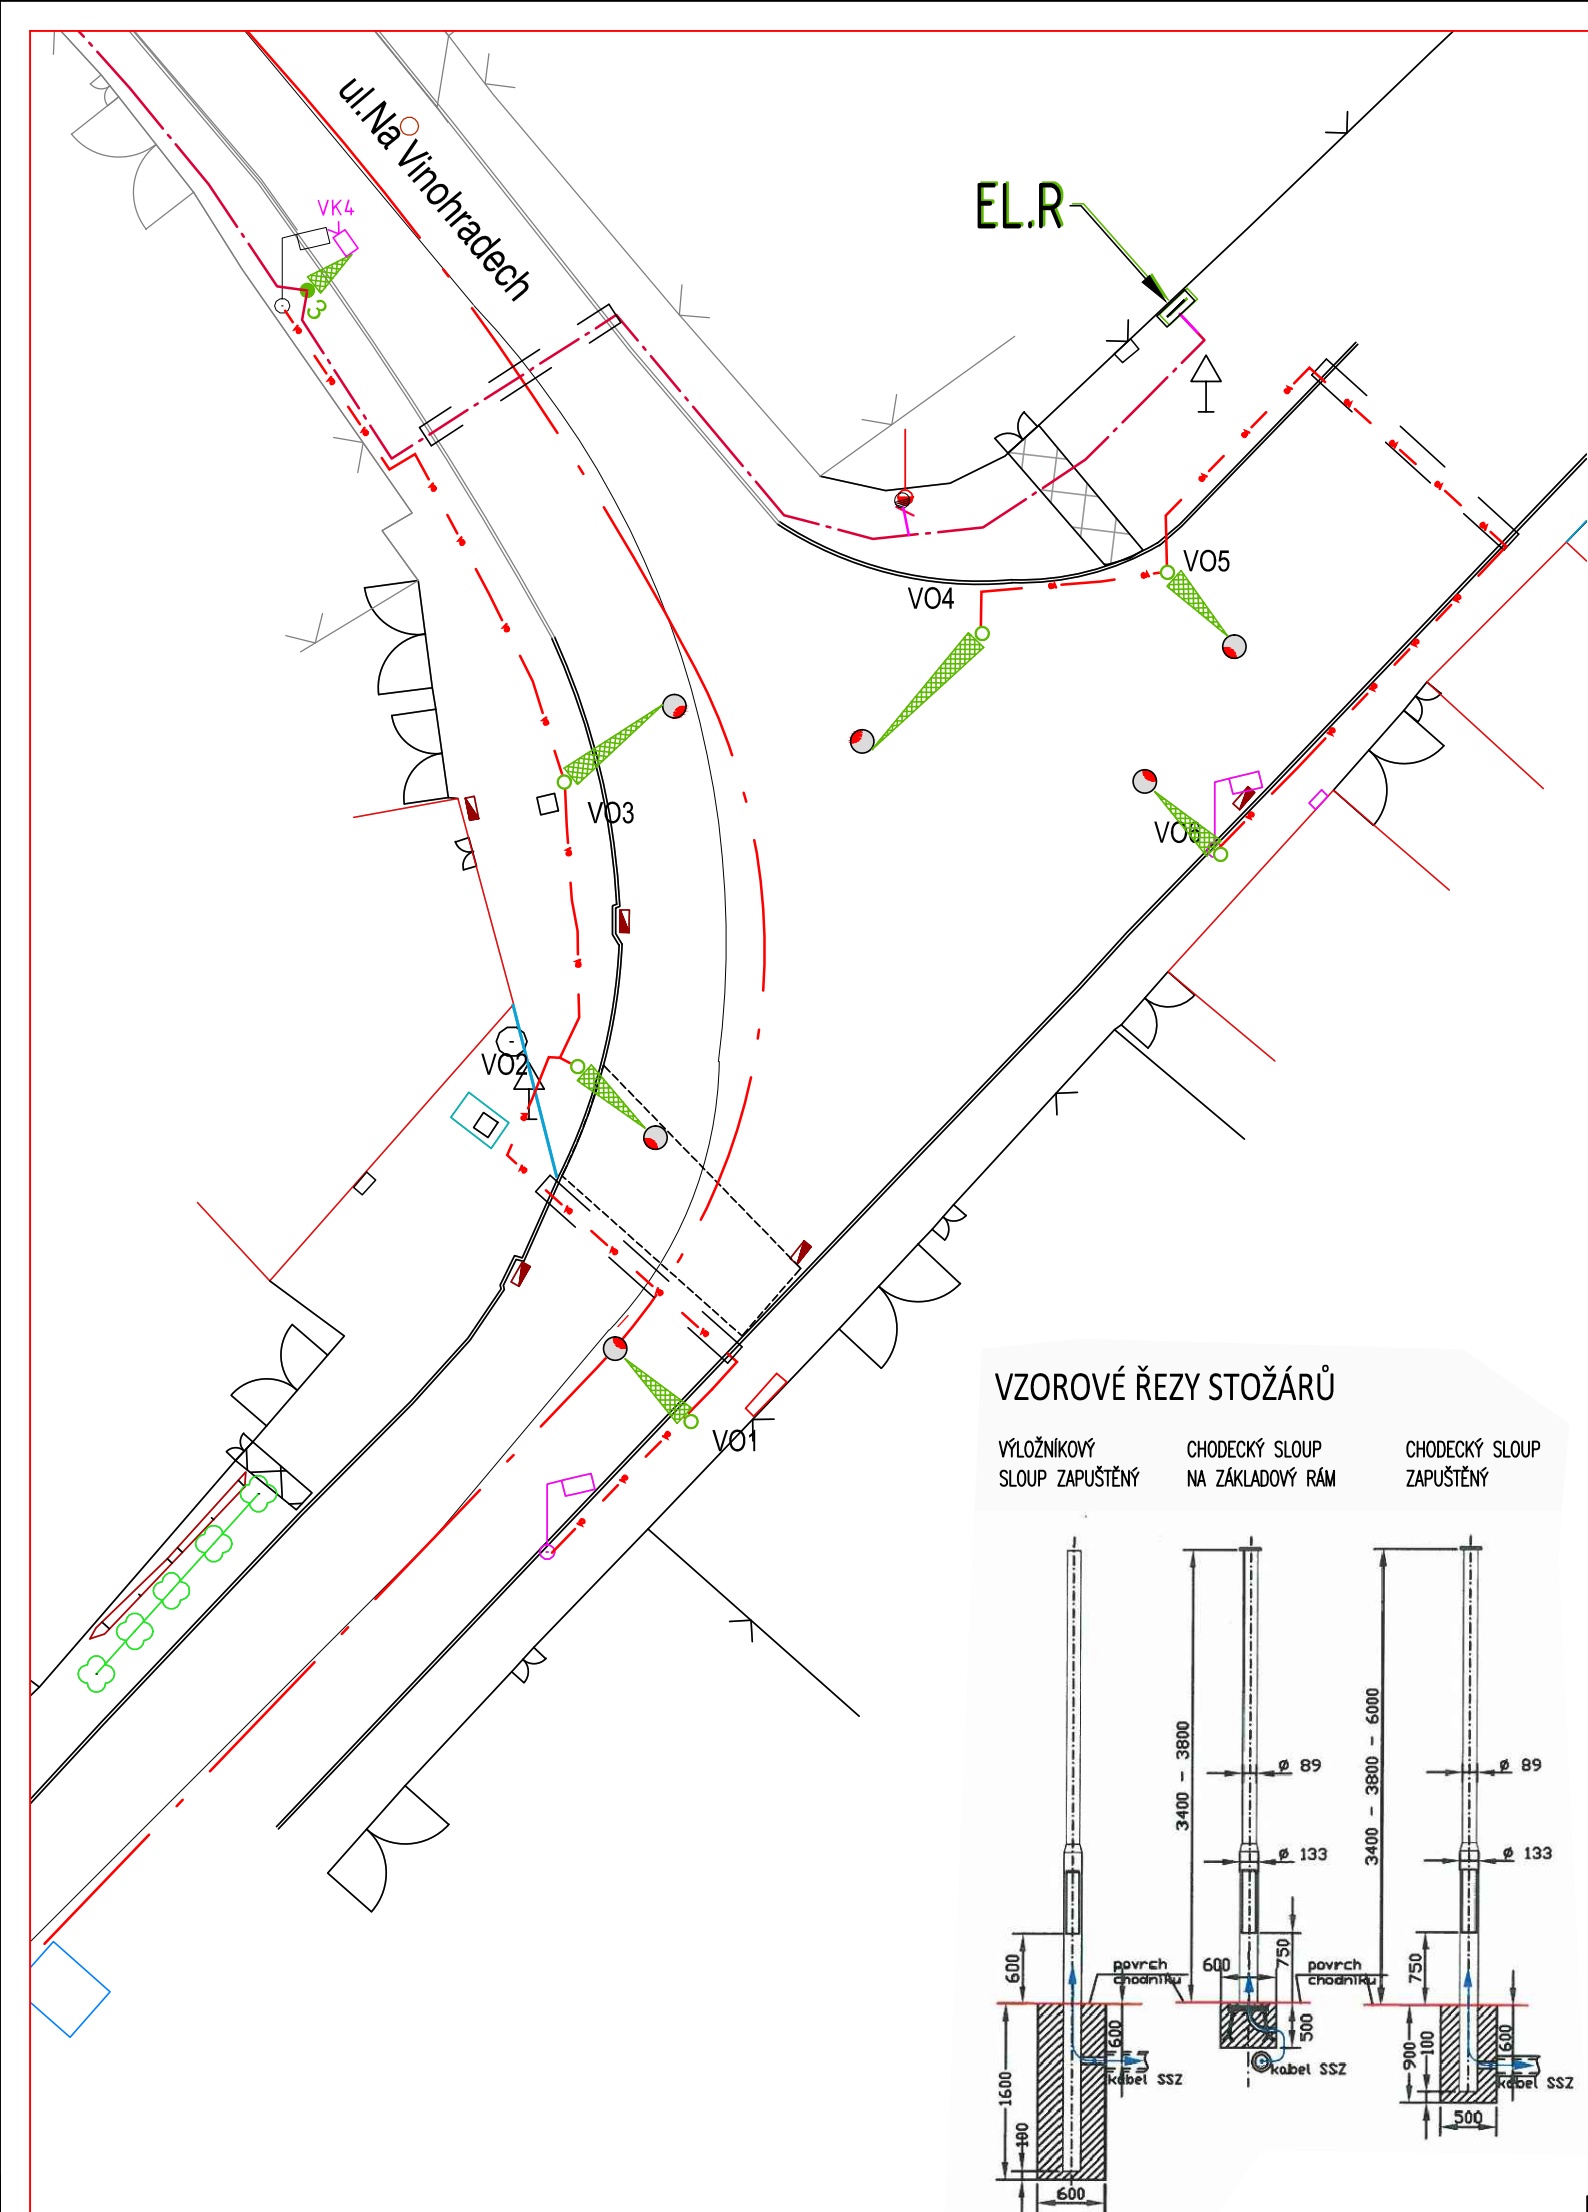 ul.Na Vinohradech
VK4
3
EL.R
VO5
VO4
VO3
VO6
VO2
VO1
VZOROVÉ ŘEZY STOŽÁRŮ
VÝLOŽNÍKOVÝ
SLOUP ZAPUŠTĚNÝ
CHODECKÝ SLOUP
NA ZÁKLADOVÝ RÁM
CHODECKÝ SLOUP
ZAPUŠTĚNÝ
3400 - 3800
3400 - 3800 - 6000
ø 89
ø 89
ø 133
ø 133
600
povrch
chodníku
600
750
povrch
chodníku
750
600
500
600
1600
100
kabel SSZ
kabel SSZ
900
100
kabel SSZ
500
600